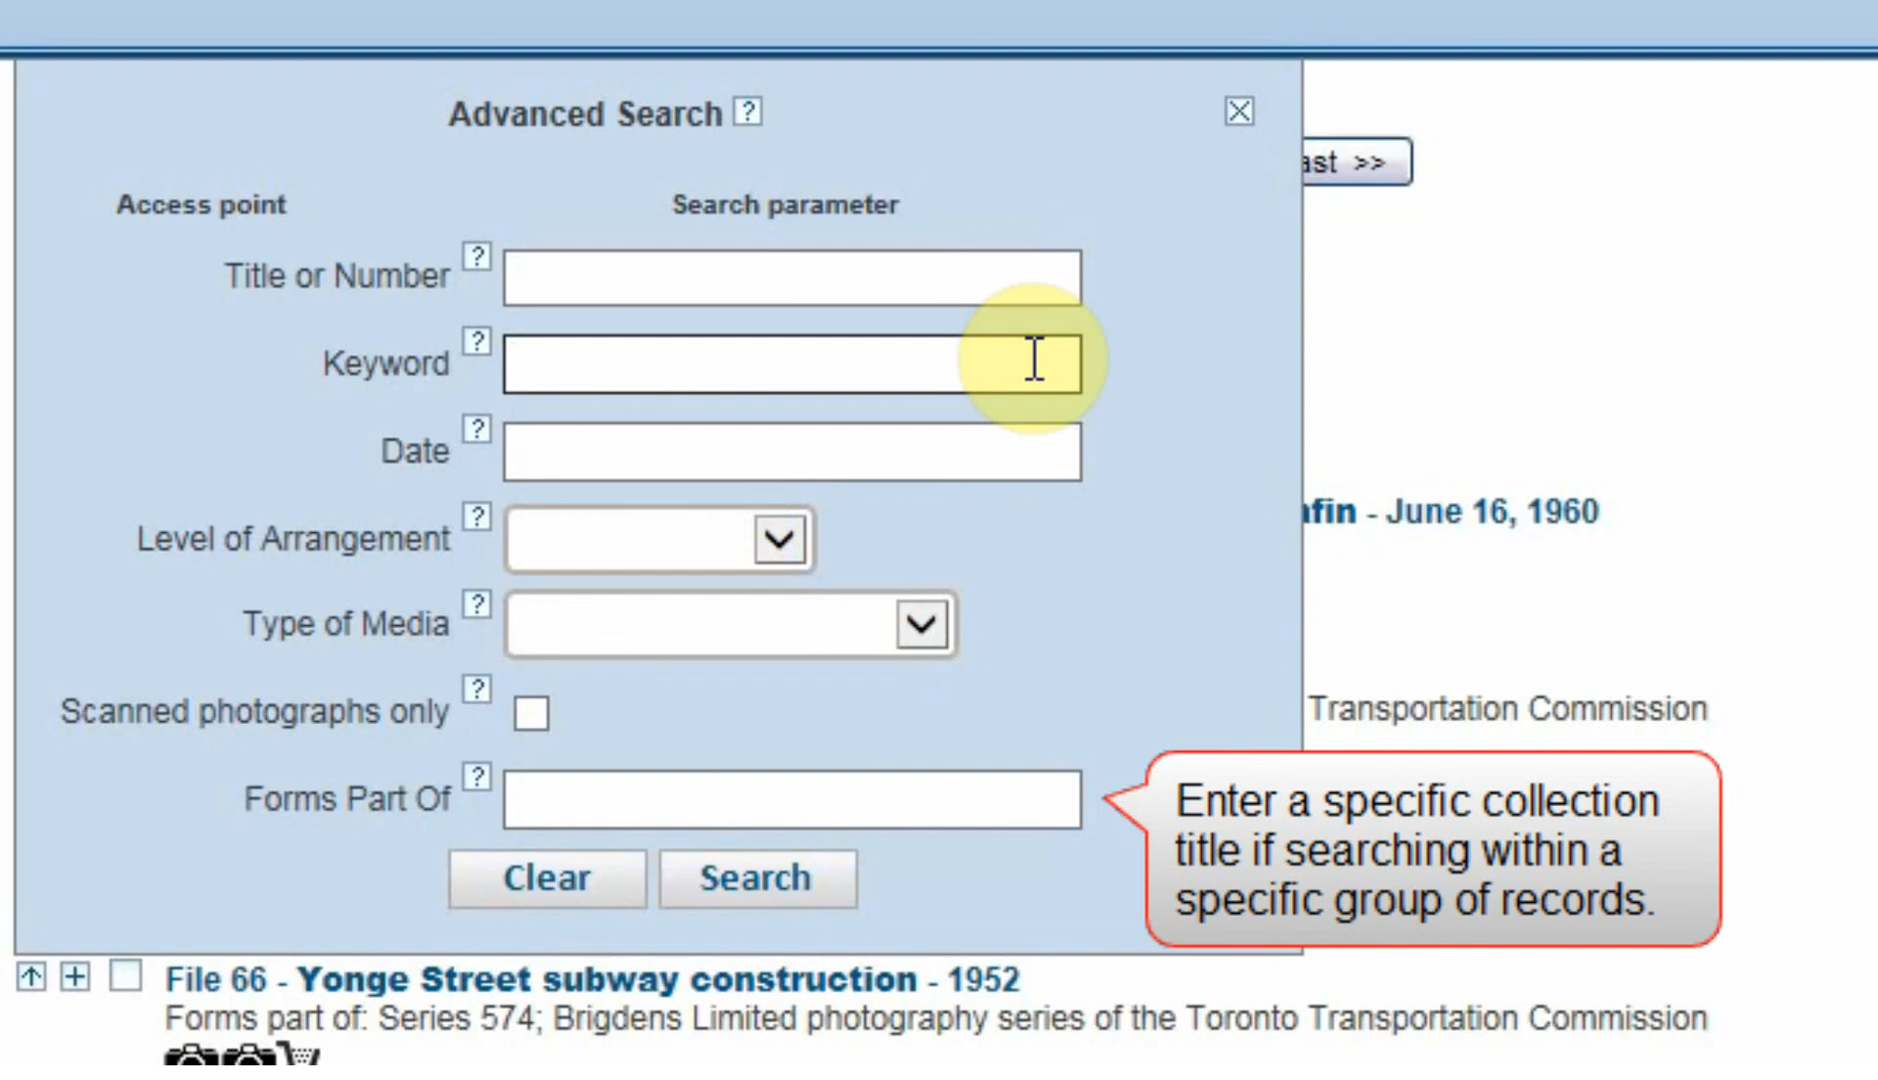 Advanced Search ?
Last >>
Access point Search parameter
Title or Number ?
Keyword ?
Date ?
- June 16, 1960
Level of Arrangement ?
Type of Media ?
Scanned photographs only ?
Transportation Commission
Forms Part Of ?
Enter a specific collection
title if searching within a
specific group of records.
Clear Search
File 66 - Yonge Street subway construction - 1952
Forms part of: Series 574; Brigdens Limited photography series of the Toronto Transportation Commission